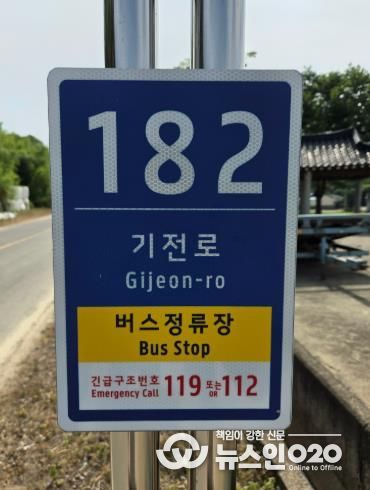 182
기전로
Gijeon-ro
버스정류장
Bus Stop
긴급구조번호 119 또는 112
Emergency Call OR
책임이 강한 신문
뉴스인020
Online to Offline